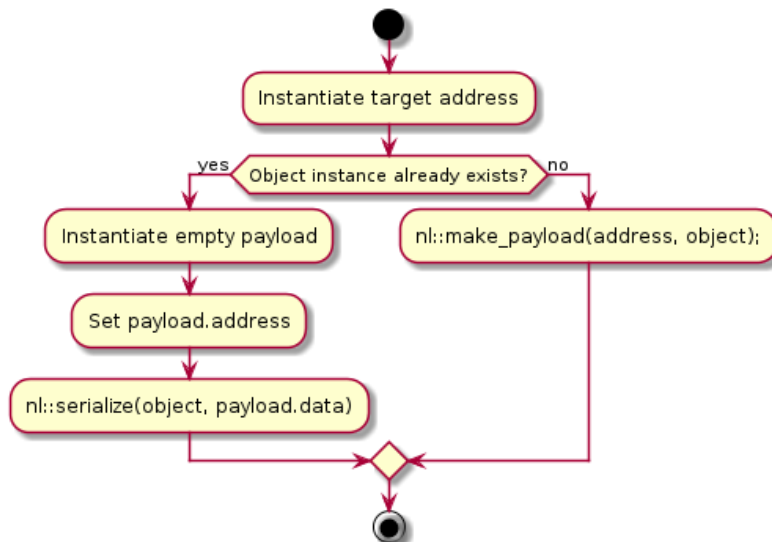 Instantiate target address
yes
Object instance already exists?
no
Instantiate empty payload
nl::make_payload(address, object);
Set payload.address
nl::serialize(object, payload.data)